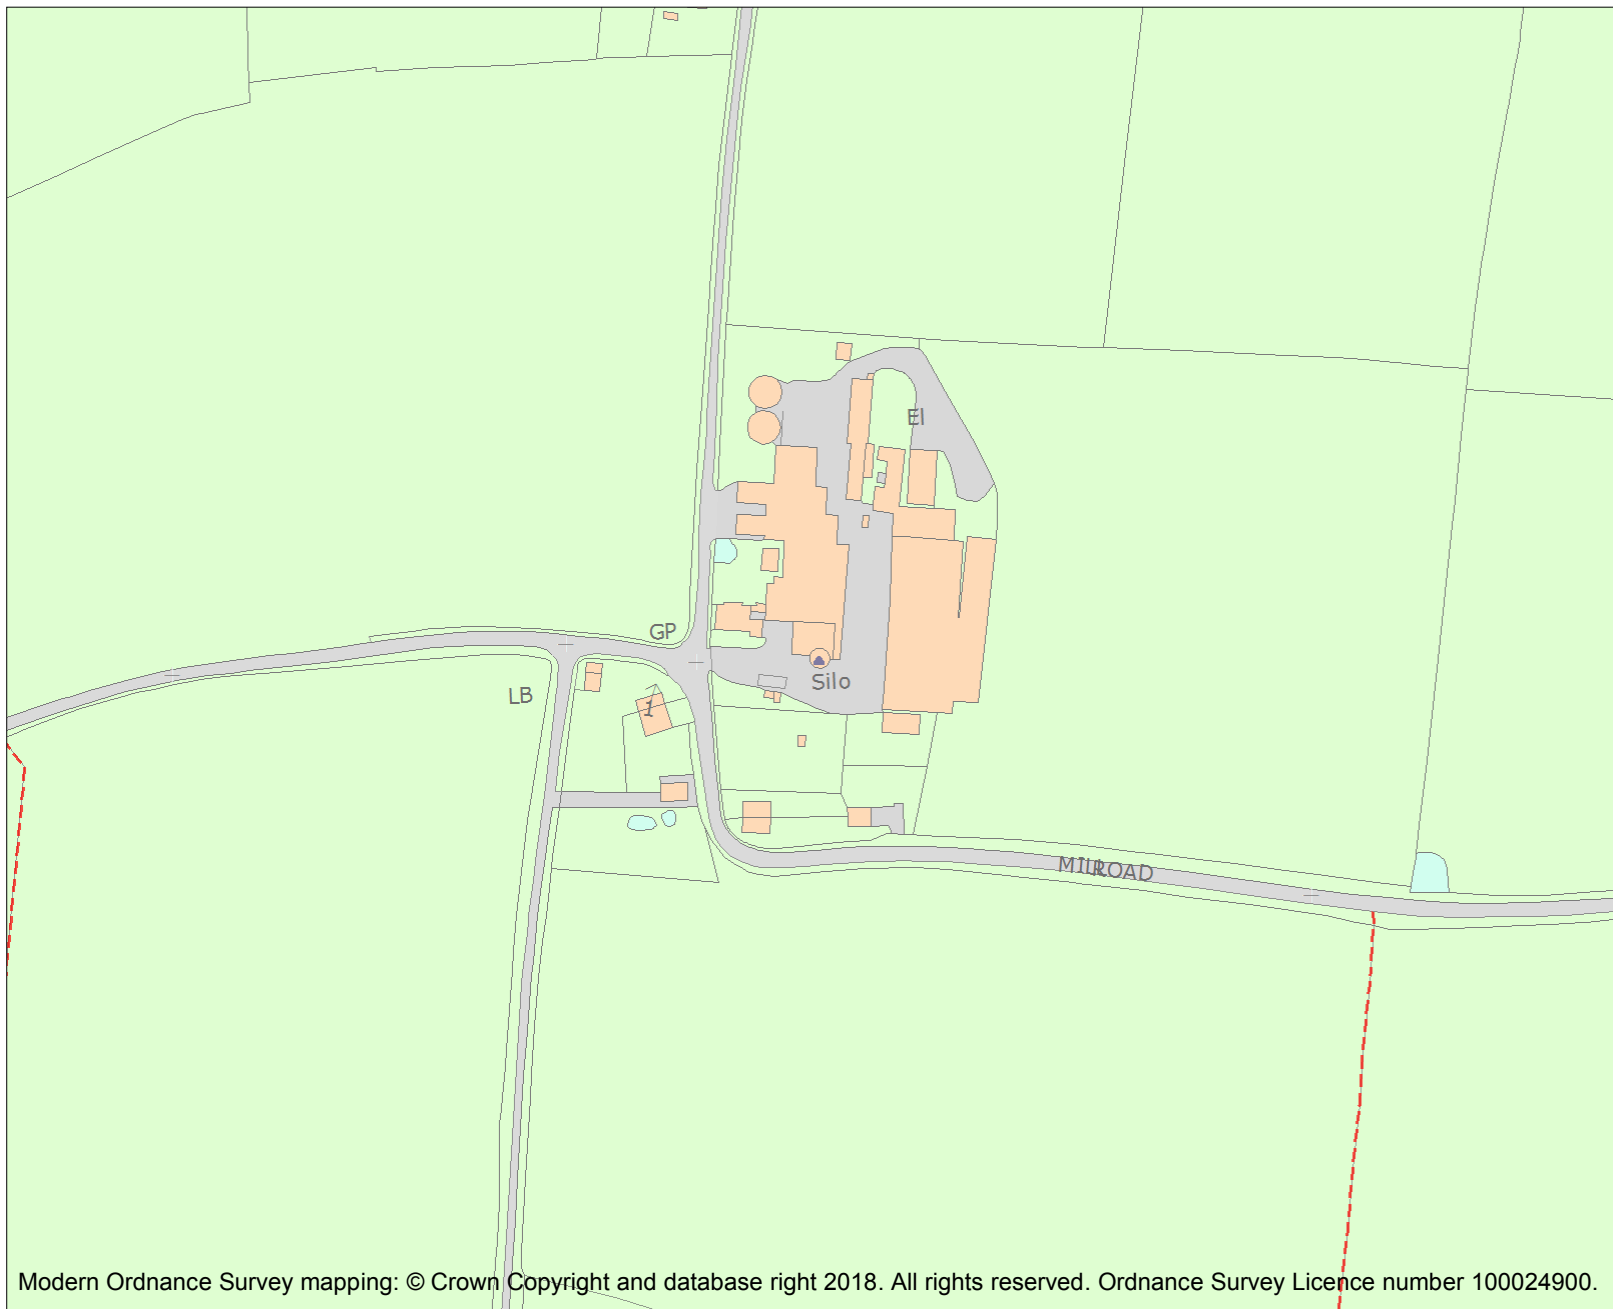 El
GP
Silo
LB
1
ROAD
Modern Ordnance Survey mapping: © Crown Copyright and database right 2018. All rights reserved. Ordnance Survey Licence number 100024900.